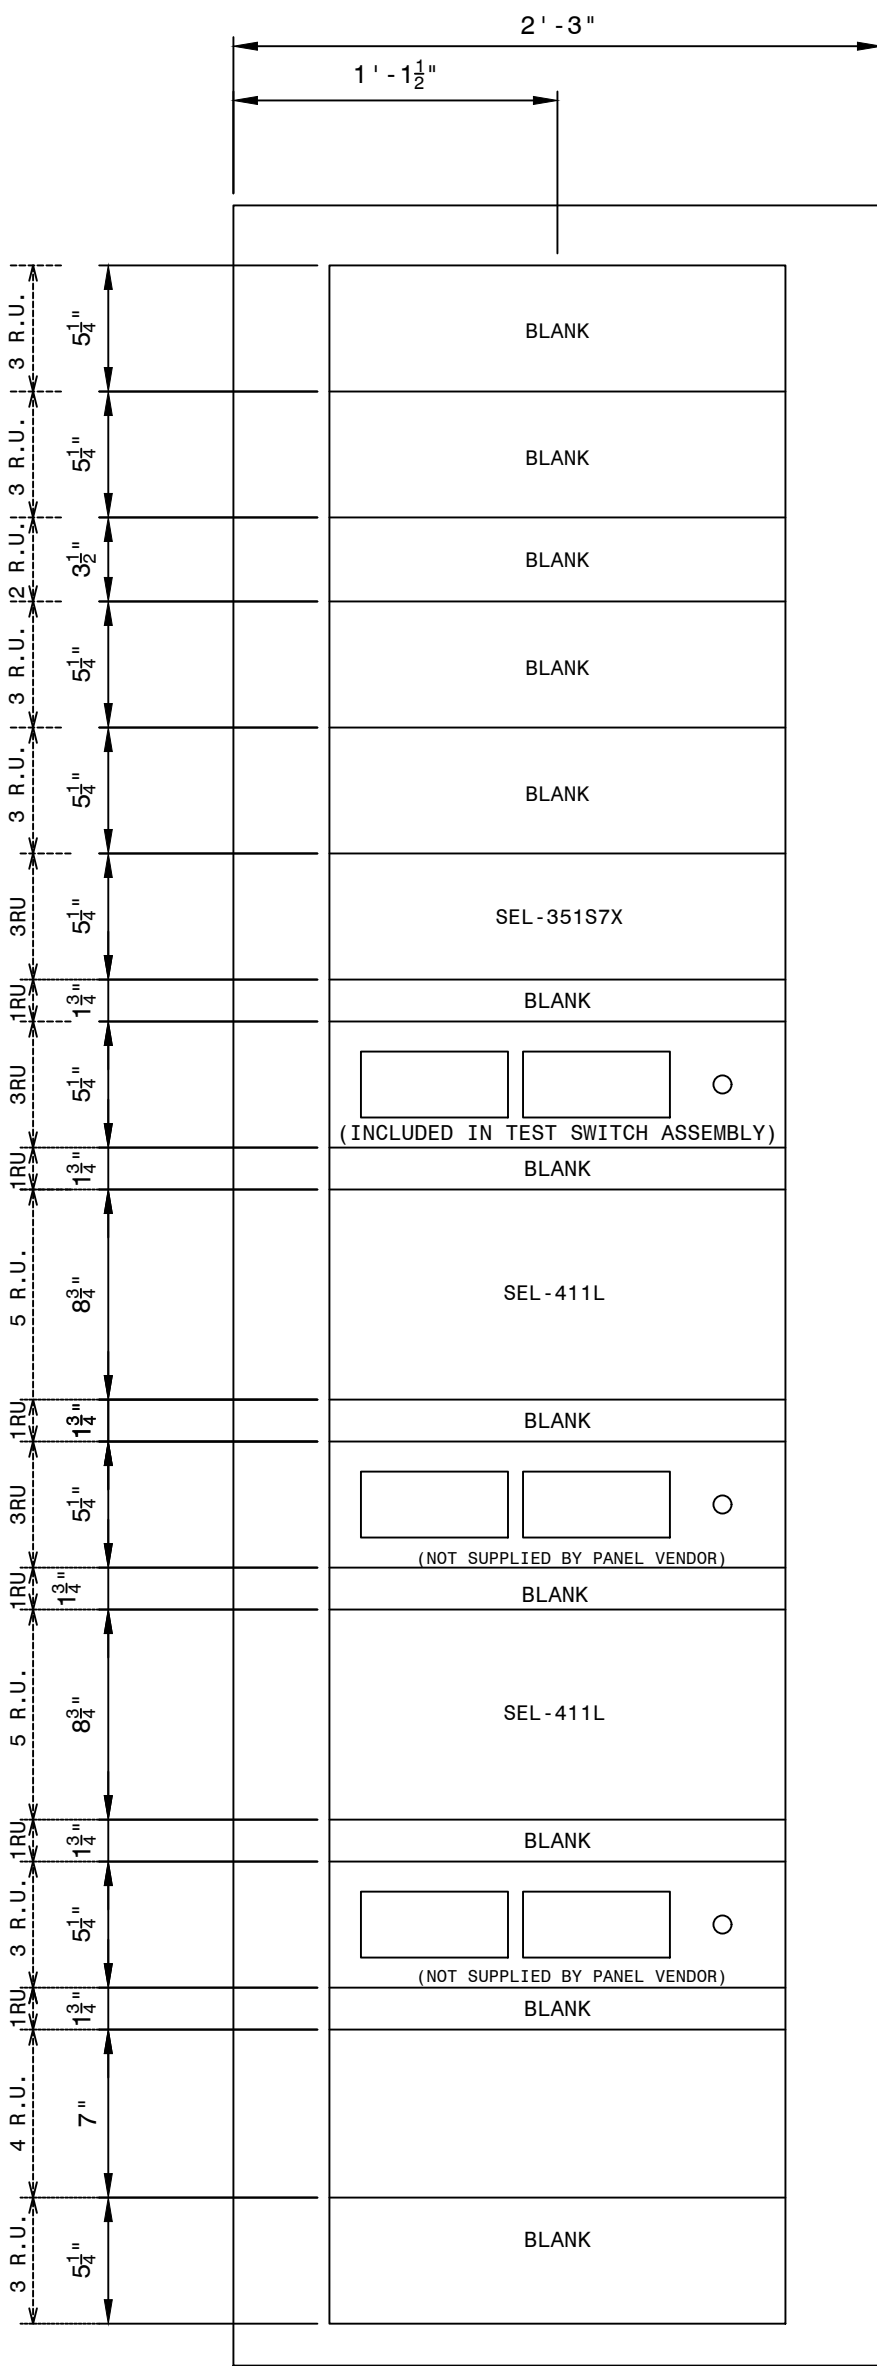 2'-3"
1'-1½"
3 R.U. 5¼" BLANK
3 R.U. 5¼" BLANK
2 R.U. 3½" BLANK
3 R.U. 5¼" BLANK
3 R.U. 5¼" BLANK
3RU 5¼" SEL-351S7X
1RU 1¾" BLANK
3RU 5¼"
(INCLUDED IN TEST SWITCH ASSEMBLY)
1RU 1¾" BLANK
5 R.U. 8¾" SEL-411L
1RU 1¾" BLANK
3RU 5¼"
(NOT SUPPLIED BY PANEL VENDOR)
1RU 1¾" BLANK
5 R.U. 8¾" SEL-411L
1RU 1¾" BLANK
3 R.U. 5¼"
(NOT SUPPLIED BY PANEL VENDOR)
1RU 1¾" BLANK
4 R.U. 7"
3 R.U. 5¼" BLANK